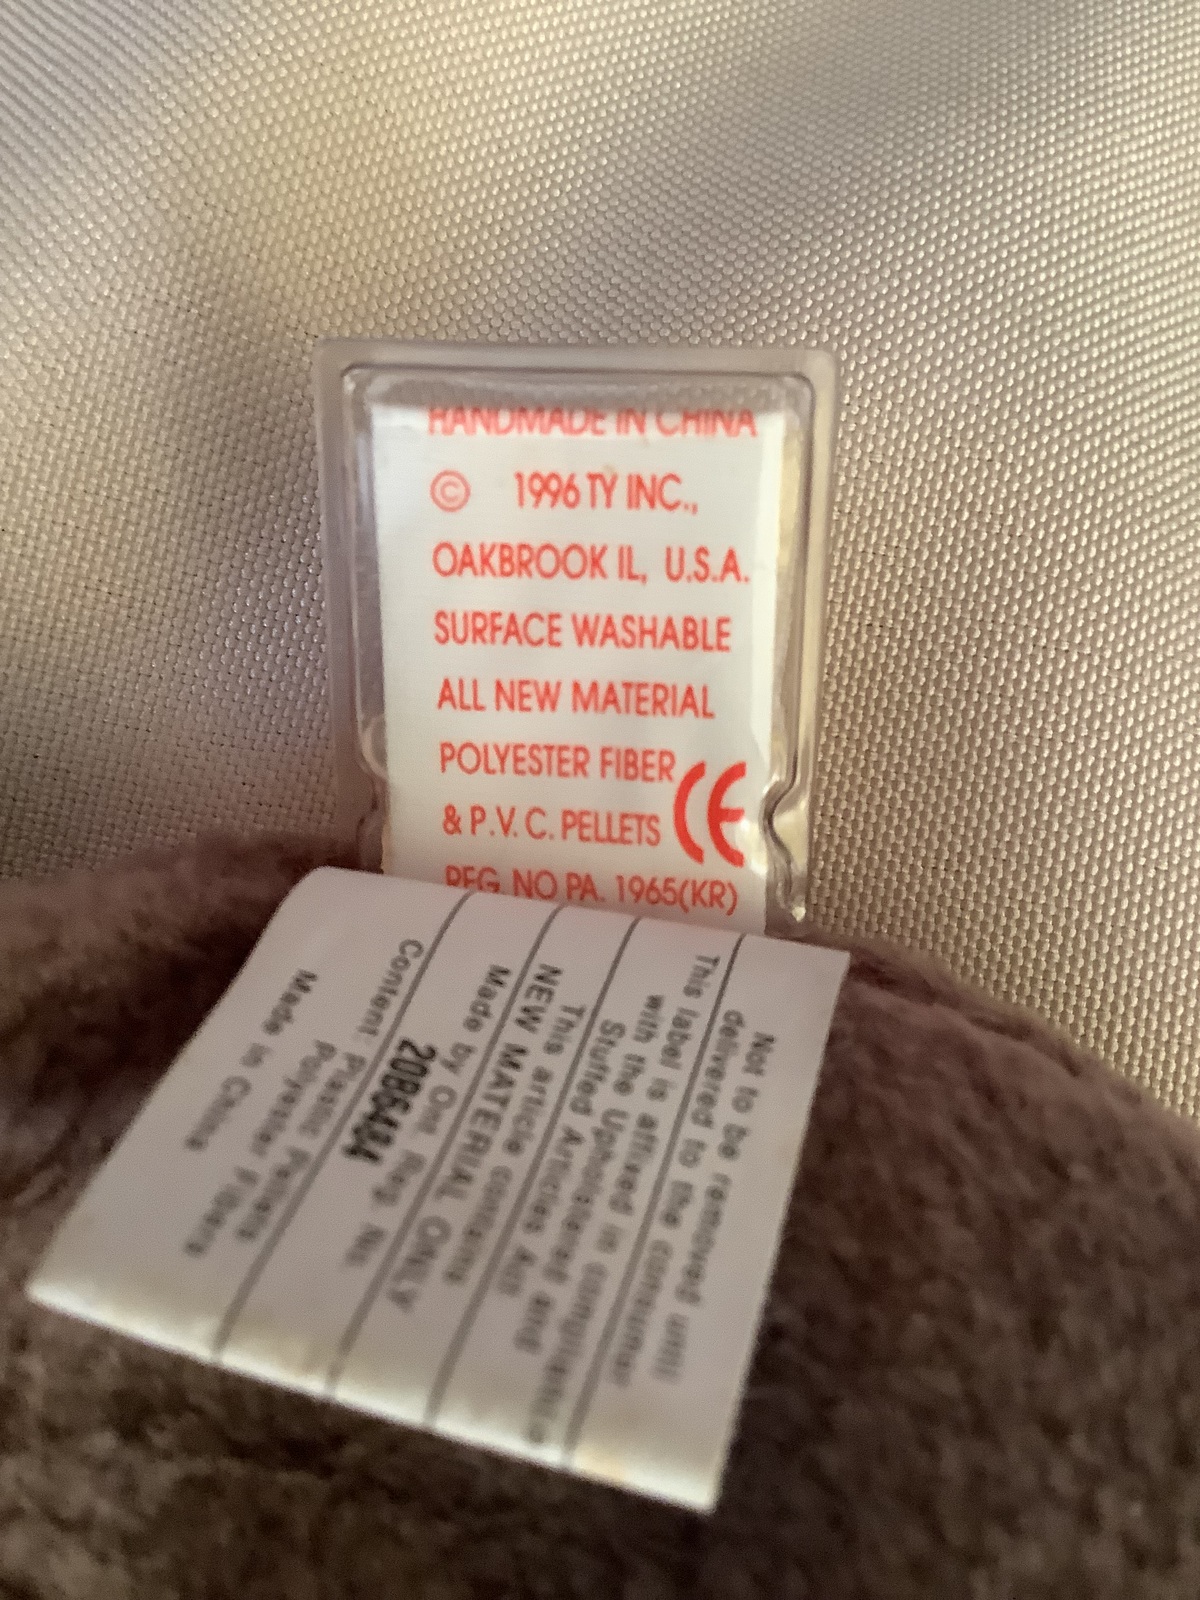 HANDMADE IN CHINA
© 1996 TY INC.,
OAKBROOK IL, U.S.A.
SURFACE WASHABLE
ALL NEW MATERIAL
POLYESTER FIBER
& P.V.C. PELLETS CE
REG. NO PA. 1965(KR)
Not to be removed until
delivered to the consumer
This label is affixed in compliance
with the Upholstered and
Stuffed Articles Act
This article contains
NEW MATERIAL ONLY
Made by Ont. Reg. No.
20B6484
Content: Plastic Pellets
Polyester Fibers
Made in China